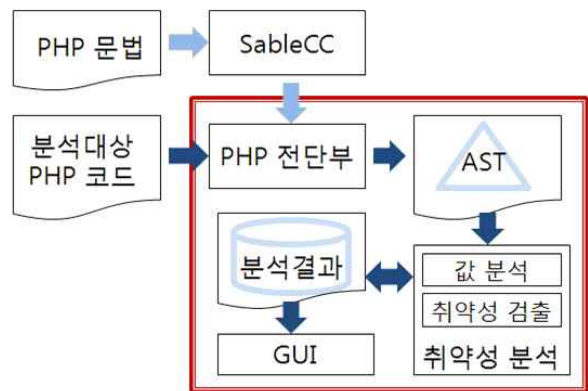 PHP 문법
SableCC
분석대상
PHP 코드
PHP 전단부
AST
분석결과
값 분석
취약성 검출
취약성 분석
GUI